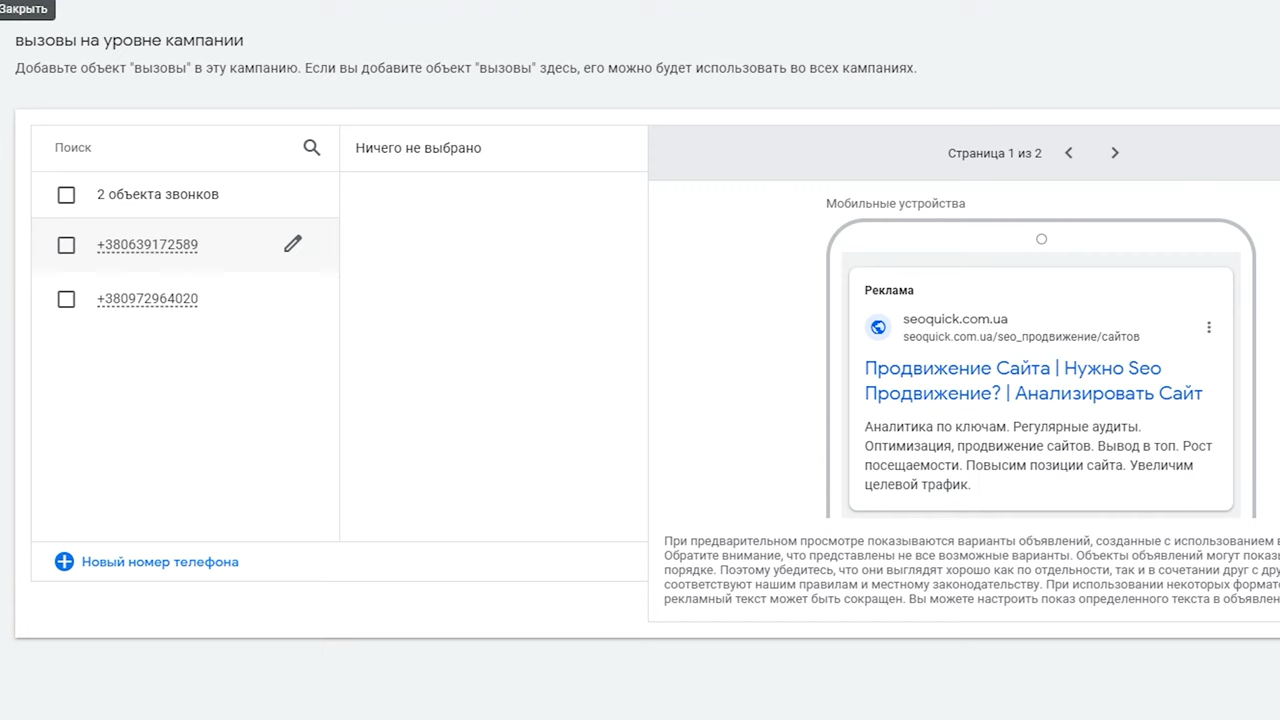 Закрыть
вызовы на уровне кампании
Добавьте объект "вызовы" в эту кампанию. Если вы добавите объект "вызовы" здесь, его можно будет использовать во всех кампаниях.
Поиск
Ничего не выбрано
2 объекта звонков
+380639172589
+380972964020
Новый номер телефона
Страница 1 из 2
Мобильные устройства
Реклама
seoquick.com.ua
seoquick.com.ua/seo_продвижение/сайтов
Продвижение Сайта | Нужно Seo
Продвижение? | Анализировать Сайт
Аналитика по ключам. Регулярные аудиты.
Оптимизация, продвижение сайтов. Вывод в топ. Рост
посещаемости. Повысим позиции сайта. Увеличим
целевой трафик.
При предварительном просмотре показываются варианты объявлений, созданные с использованием
Обратите внимание, что представлены не все возможные варианты. Объекты объявлений могут
порядке. Поэтому убедитесь, что они выглядят хорошо как по отдельности, так и в сочетании друг с
соответствуют нашим правилам и местному законодательству. При использовании некоторых
рекламный текст может быть сокращен. Вы можете настроить показ определенного текста в